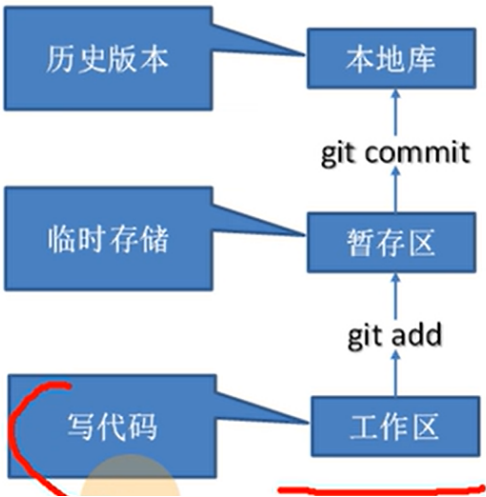 历史版本
本地库
git commit
临时存储
暂存区
git add
写代码
工作区